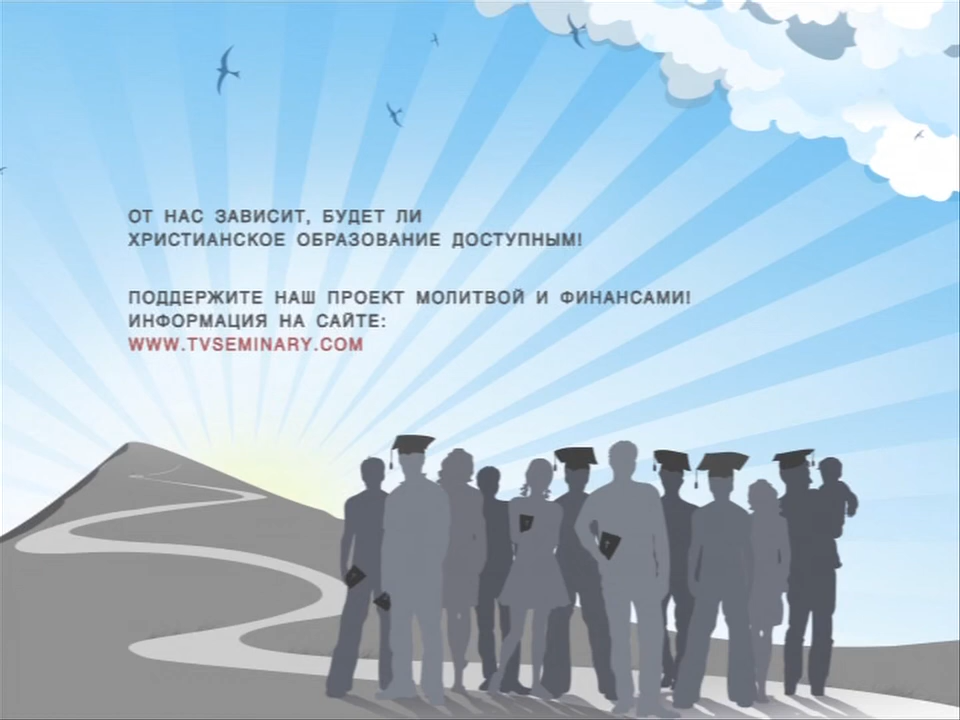 ОТ НАС ЗАВИСИТ, БУДЕТ ЛИ
ХРИСТИАНСКОЕ ОБРАЗОВАНИЕ ДОСТУПНЫМ!
ПОДДЕРЖИТЕ НАШ ПРОЕКТ МОЛИТВОЙ И ФИНАНСАМИ!
ИНФОРМАЦИЯ НА САЙТЕ:
WWW.TVSEMINARY.COM